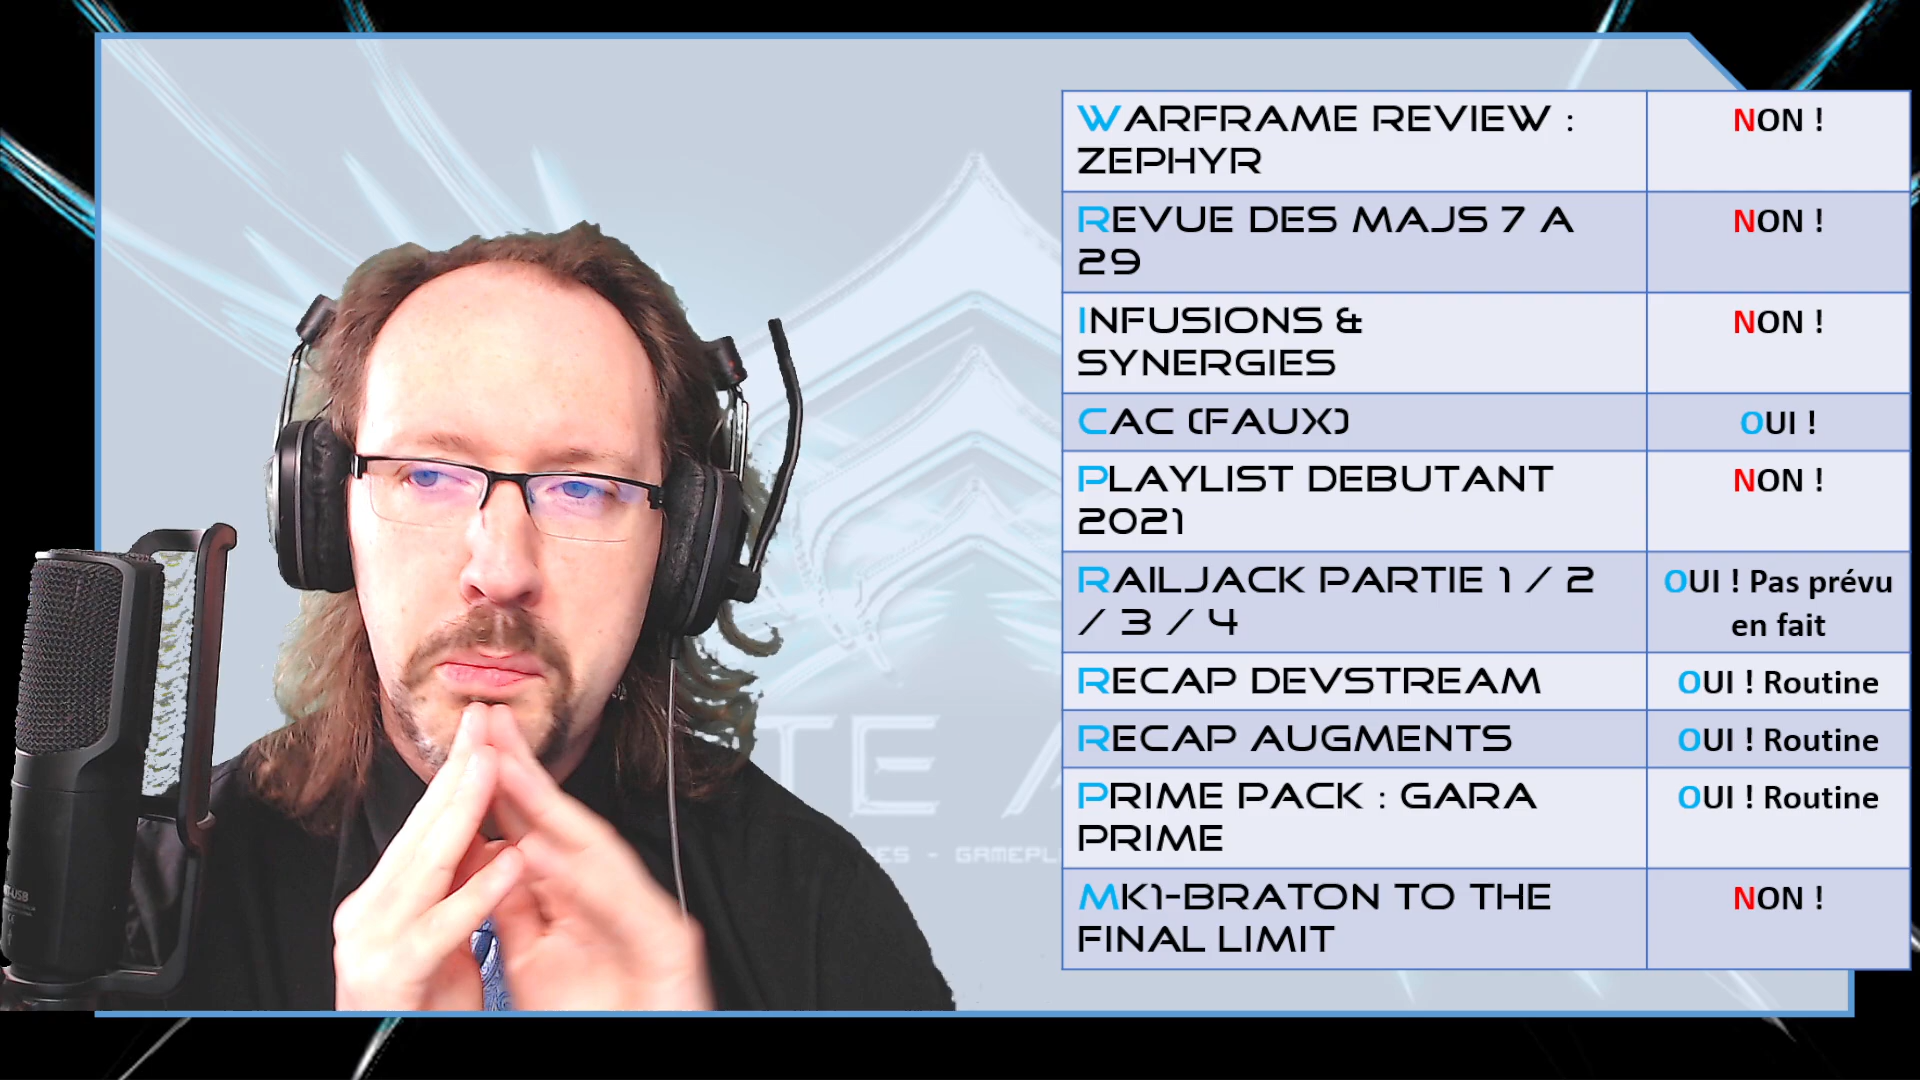 WARFRAME REVIEW :
ZEPHYR
NON !
REVUE DES MAJS 7 A
29
NON !
INFUSIONS &
SYNERGIES
NON !
CAC (FAUX)
OUI !
PLAYLIST DEBUTANT
2021
NON !
RAILJACK PARTIE 1 / 2
/ 3 / 4
OUI ! Pas prévu
en fait
RECAP DEVSTREAM
OUI ! Routine
RECAP AUGMENTS
OUI ! Routine
PRIME PACK : GARA
PRIME
OUI ! Routine
MK1-BRATON TO THE
FINAL LIMIT
NON !